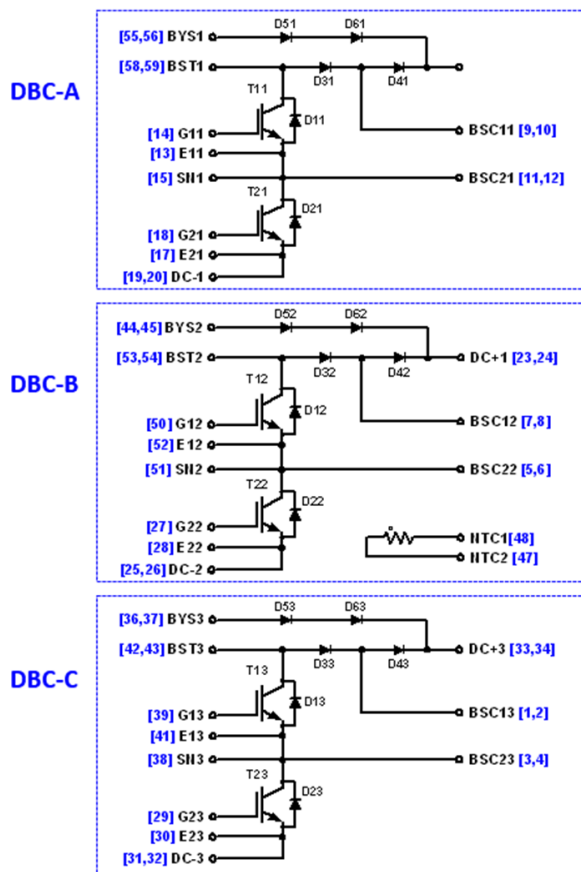 DBC-A
D51 D61
[55,56] BYS1
[58,59] BST1
D31 D41
T11
D11
[14] G11
BSC11 [9,10]
[13] E11
[15] SN1
BSC21 [11,12]
T21
D21
[18] G21
[17] E21
[19,20] DC-1
DBC-B
D52 D62
[44,45] BYS2
[53,54] BST2
DC+1 [23,24]
D32 D42
T12
D12
[50] G12
BSC12 [7,8]
[52] E12
[51] SN2
BSC22 [5,6]
T22
D22
[27] G22
NTC1[48]
[28] E22
NTC2 [47]
[25,26] DC-2
DBC-C
D53 D63
[36,37] BYS3
[42,43] BST3
DC+3 [33,34]
D33 D43
T13
D13
[39] G13
BSC13 [1,2]
[41] E13
[38] SN3
BSC23 [3,4]
T23
D23
[29] G23
[30] E23
[31,32] DC-3